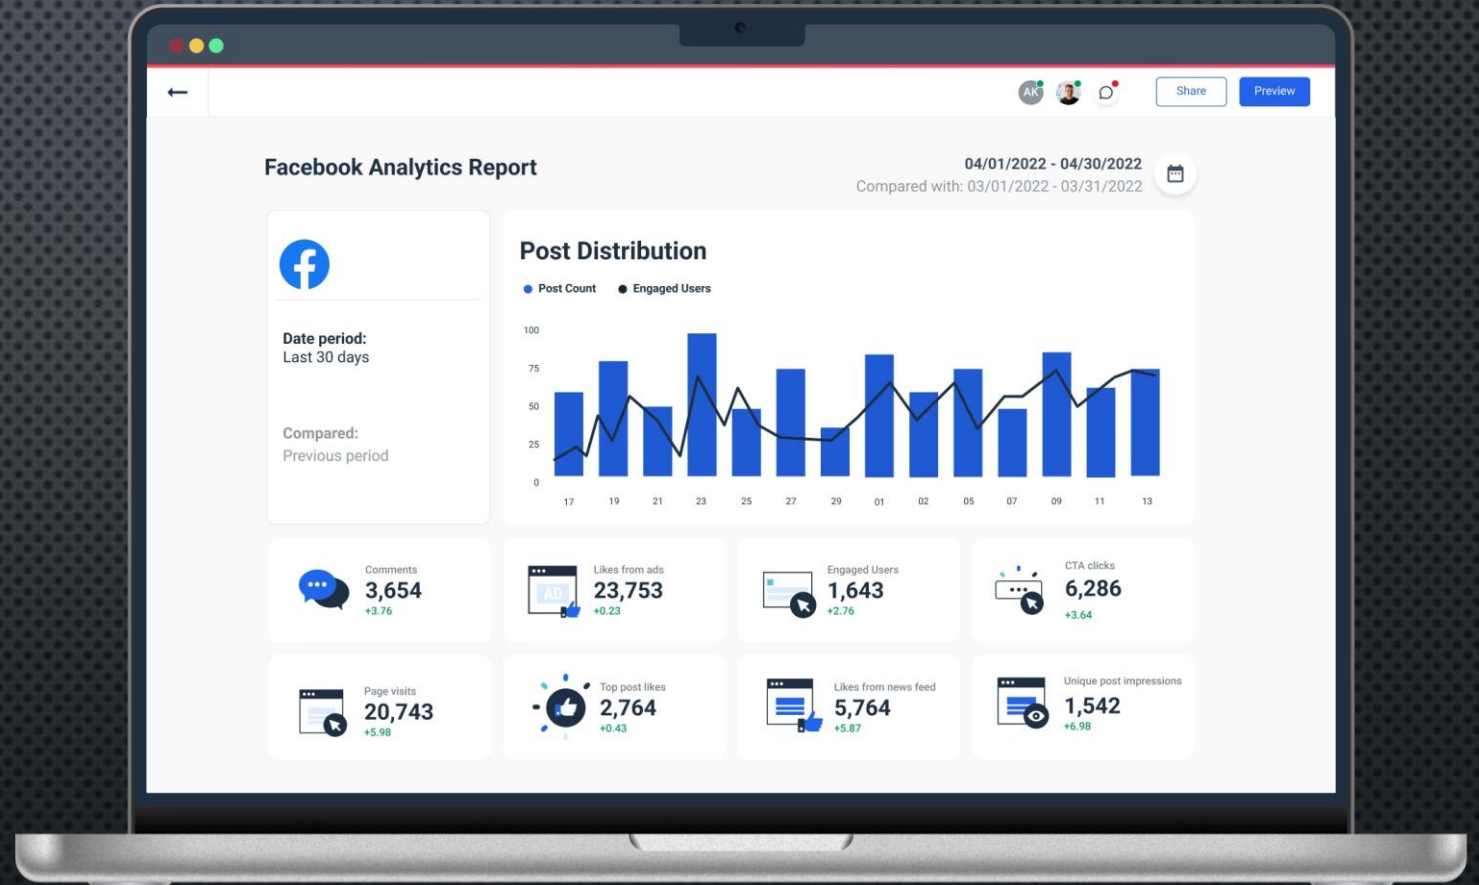 AK
Share
Preview
Facebook Analytics Report
04/01/2022 - 04/30/2022
Compared with: 03/01/2022 - 03/31/2022
Date period:
Last 30 days
Compared:
Previous period
Post Distribution
Post Count
Engaged Users
100
75
50
25
0
17 19 21 23 25 27 29 01 02 05 07 09 11 13
Comments
3,654
+3.76
AD
Likes from ads
23,753
+0.23
Engaged Users
1,643
+2.76
CTA clicks
6,286
+3.64
Page visits
20,743
+5.98
Top post likes
2,764
+0.43
Likes from news feed
5,764
+5.87
Unique post impressions
1,542
+6.98